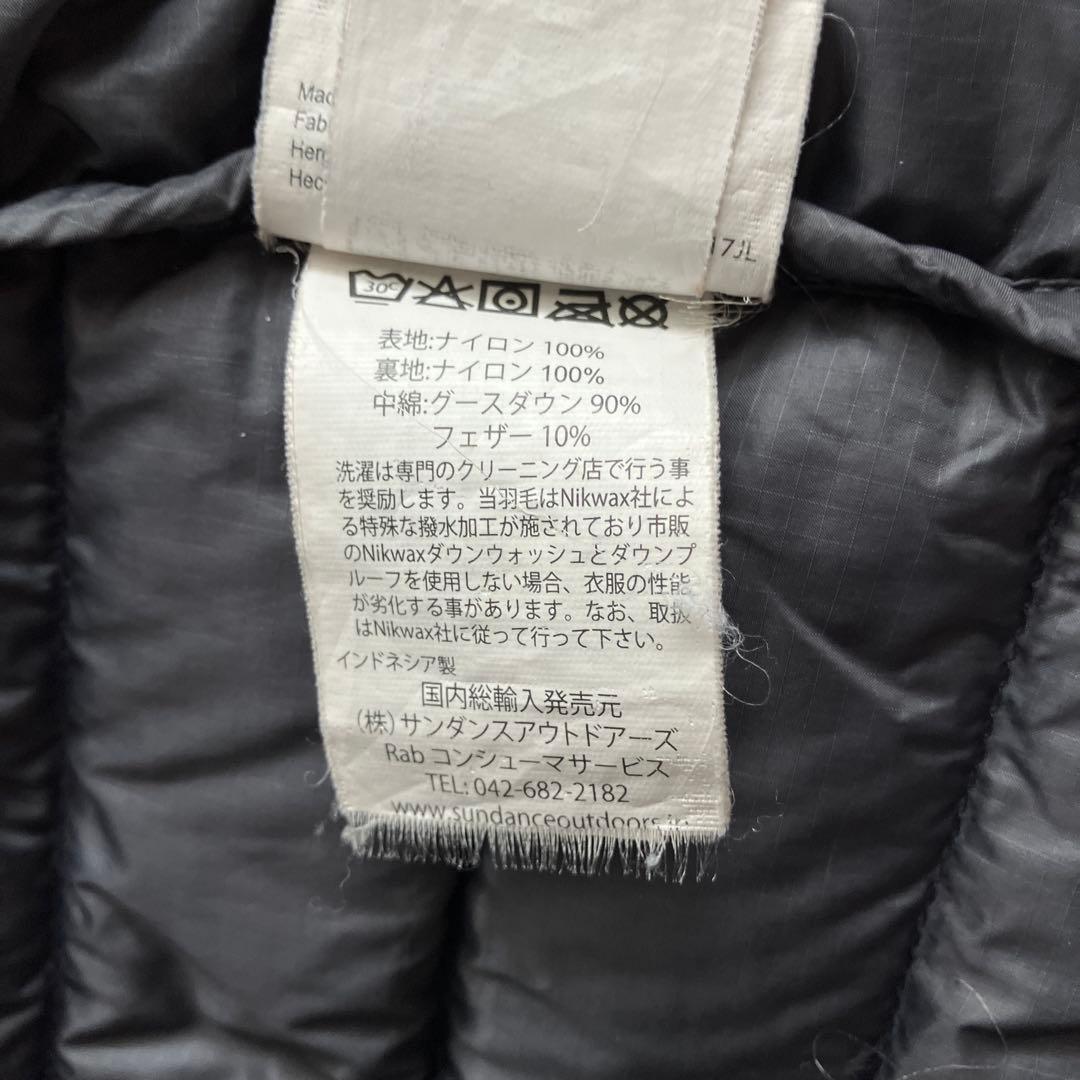 Mad
Fab
Her
Hec
17JL
30C
表地:ナイロン 100%
裏地:ナイロン 100%
中綿:グースダウン 90%
フェザー 10%
洗濯は専門のクリーニング店で行う事
を奨励します。当羽毛はNikwax社によ
る特殊な撥水加工が施されており市販
のNikwaxダウンウォッシュとダウンプ
ルーフを使用しない場合、衣服の性能
が劣化する事があります。なお、取扱
はNikwax社に従って行って下さい。
インドネシア製
国内総輸入発売元
(株) サンダンスアウトドアーズ
Rab コンシューマサービス
TEL: 042-682-2182
www.sundanceoutdoors.jp